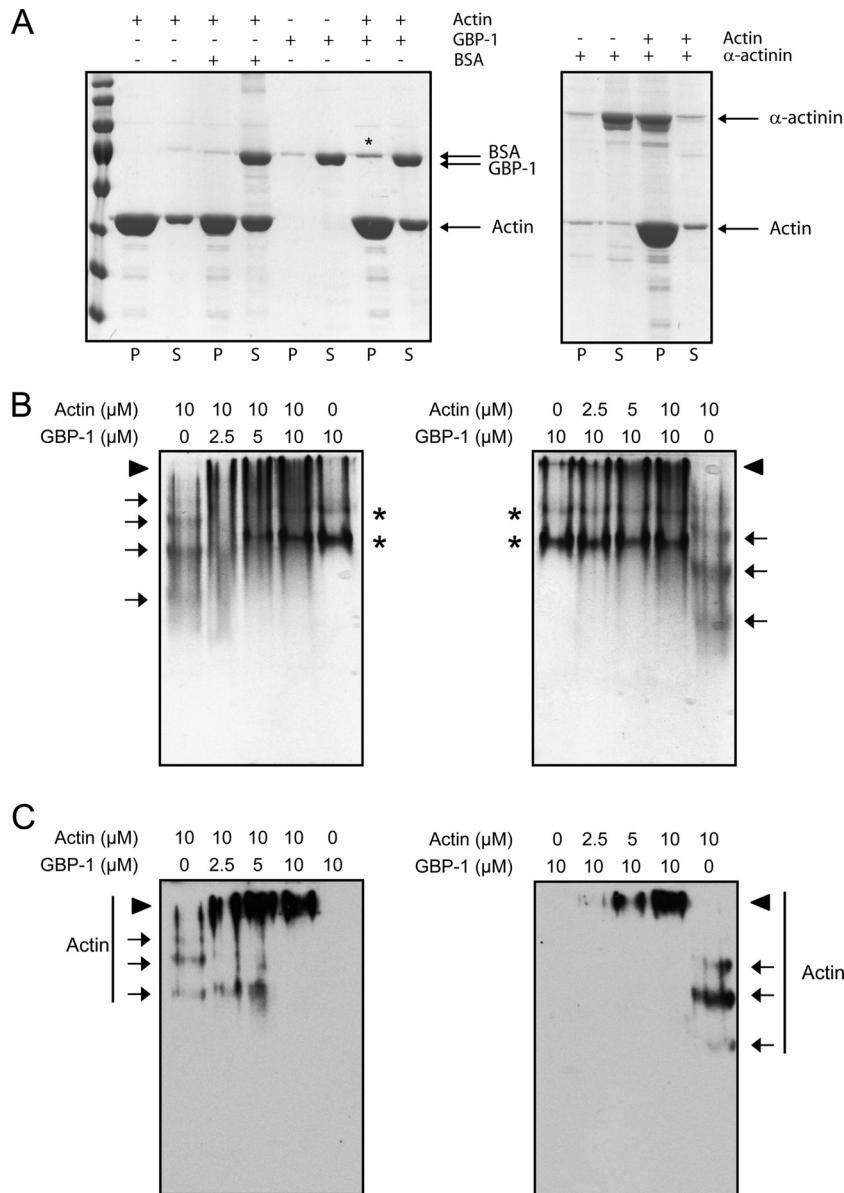 A
+ + + + - - + + Actin
- - - - + + + + GBP-1
- - + + - - - - BSA
*
BSA
GBP-1
Actin
P S P S P S P S
- - + + Actin
+ + + + α-actinin
α-actinin
Actin
P S P S
B
Actin (µM) 10 10 10 10 0
GBP-1 (µM) 0 2.5 5 10 10
*
*
Actin (µM) 0 2.5 5 10 10
GBP-1 (µM) 10 10 10 10 0
*
*
C
Actin (µM) 10 10 10 10 0
GBP-1 (µM) 0 2.5 5 10 10
Actin
Actin (µM) 0 2.5 5 10 10
GBP-1 (µM) 10 10 10 10 0
Actin